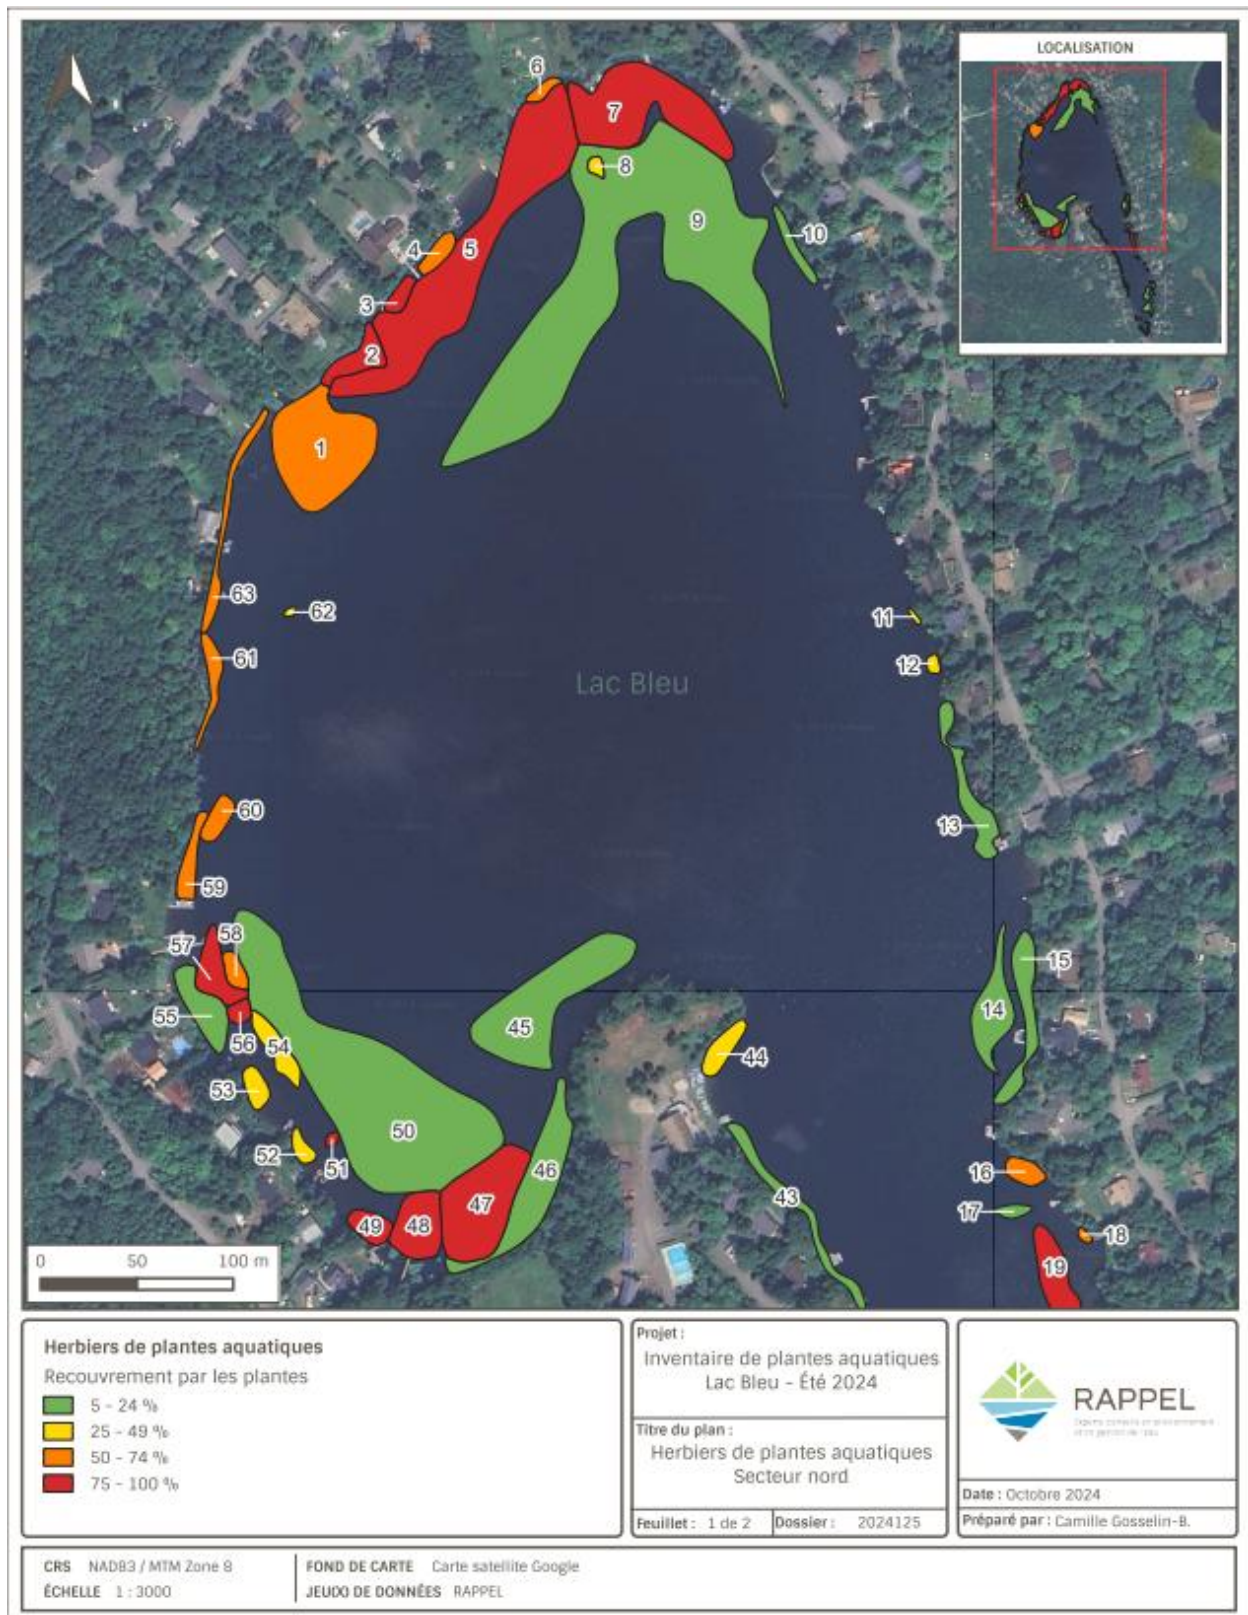 LOCALISATION
6
7
8
9
10
4
5
3
2
1
63
62
61
11
12
Lac Bleu
60
13
59
58
57
15
55
45
14
56
54
44
53
50
52
51
46
16
43
47
17
49
48
18
19
0 50 100 m
Herbiers de plantes aquatiques
Recouvrement par les plantes
5 - 24 %
25 - 49 %
50 - 74 %
75 - 100 %
Projet :
Inventaire de plantes aquatiques
Lac Bleu - Été 2024
Titre du plan :
Herbiers de plantes aquatiques
Secteur nord
Feuillet : 1 de 2 Dossier : 2024125
RAPPEL
Date : Octobre 2024
Préparé par : Camille Gosselin-B.
CRS NAD83 / MTM Zone 8
ÉCHELLE 1 : 3000
FOND DE CARTE Carte satellite Google
JEU(X) DE DONNÉES RAPPEL